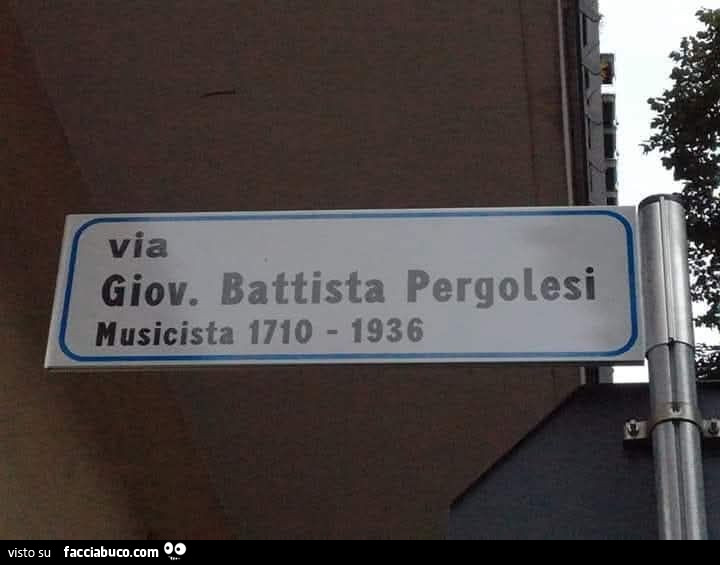 via
Giov. Battista Pergolesi
Musicista 1710 - 1936
visto su facciabuco.com